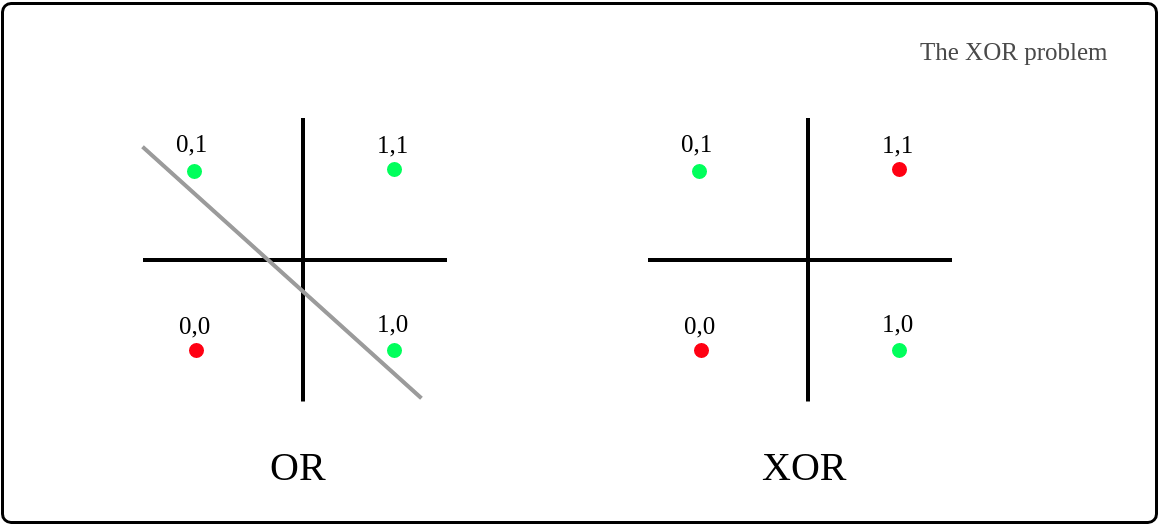 The XOR problem
0,1
1,1
0,0
1,0
OR
0,1
1,1
0,0
1,0
XOR